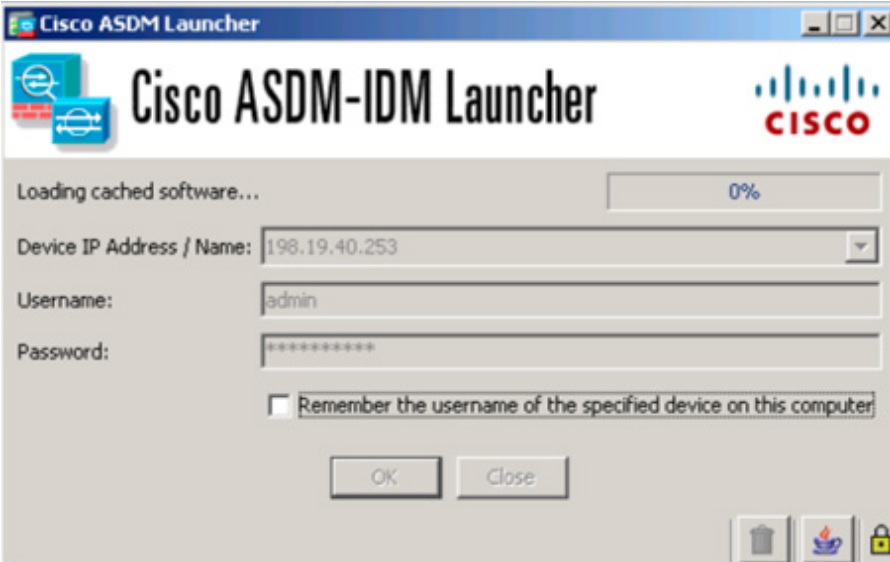 Cisco ASDM Launcher
Cisco ASDM-IDM Launcher
CISCO
Loading cached software... 0%
Device IP Address / Name: 198.19.40.253
Username: admin
Password: **********
Remember the username of the specified device on this computer
OK Close